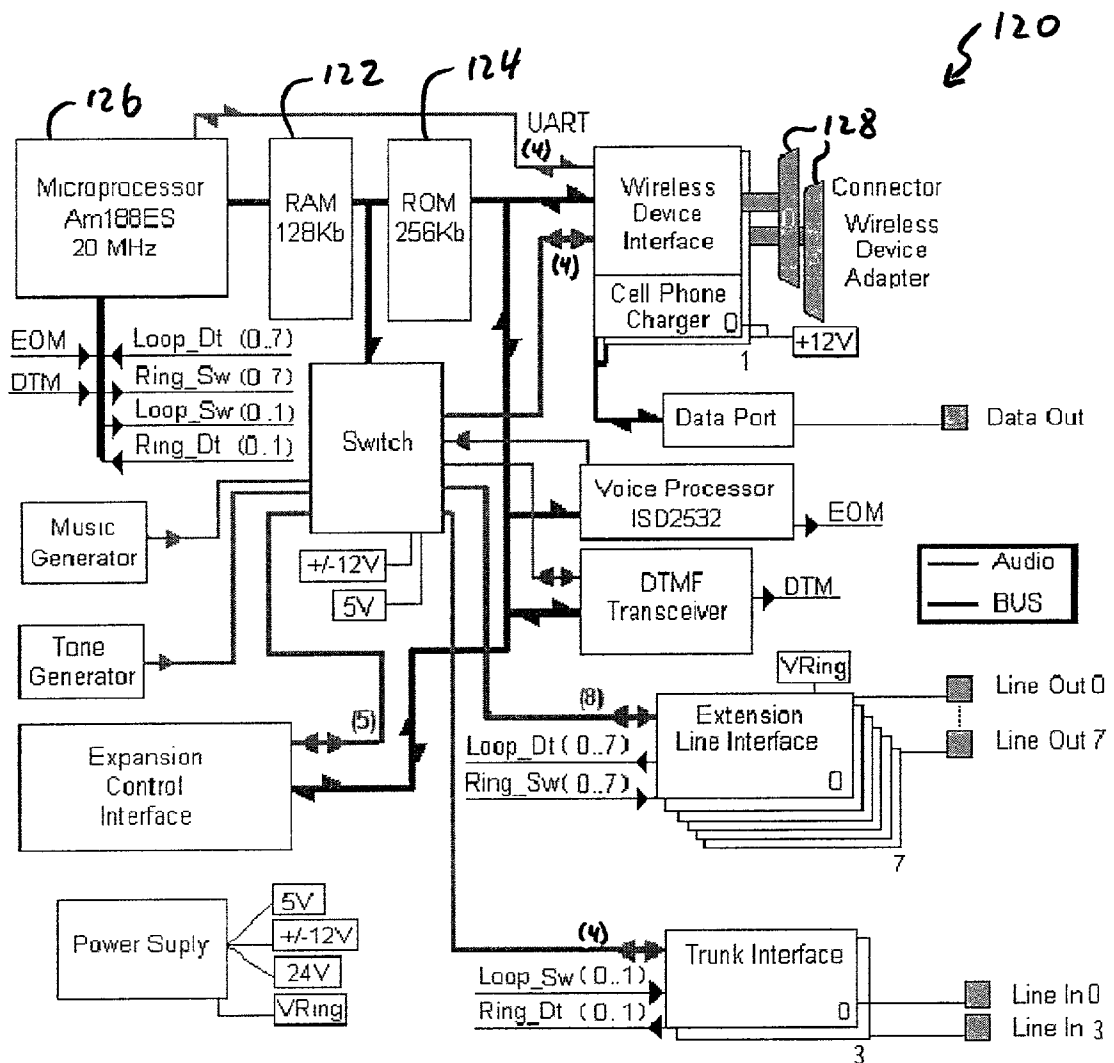 120
126
122
124
128
UART
(4)
Microprocessor
Am188ES
20 MHz
RAM
128Kb
ROM
256Kb
Wireless
Device
Interface
Connector
Wireless
Device
Adapter
(4)
Cell Phone
Charger
0
+12V
1
EOM
Loop_Dt (0..7)
DTM
Ring_Sw (0 7)
Loop_Sw (0..1)
Ring_Dt (0.1)
Switch
Data Port
Data Out
Voice Processor
ISD2532
EOM
Music
Generator
+/-12V
5V
DTMF
Transceiver
DTM
Audio
BUS
Tone
Generator
VRing
(5)
(8)
Extension
Line Interface
0
Line Out 0
Line Out 7
Loop_Dt (0..7)
Ring_Sw (0..7)
7
Expansion
Control
Interface
Power Suply
5V
+/-12V
24V
VRing
(4)
Trunk Interface
0
Loop_Sw (0..1)
Ring_Dt (0.1)
Line In 0
Line In 3
3